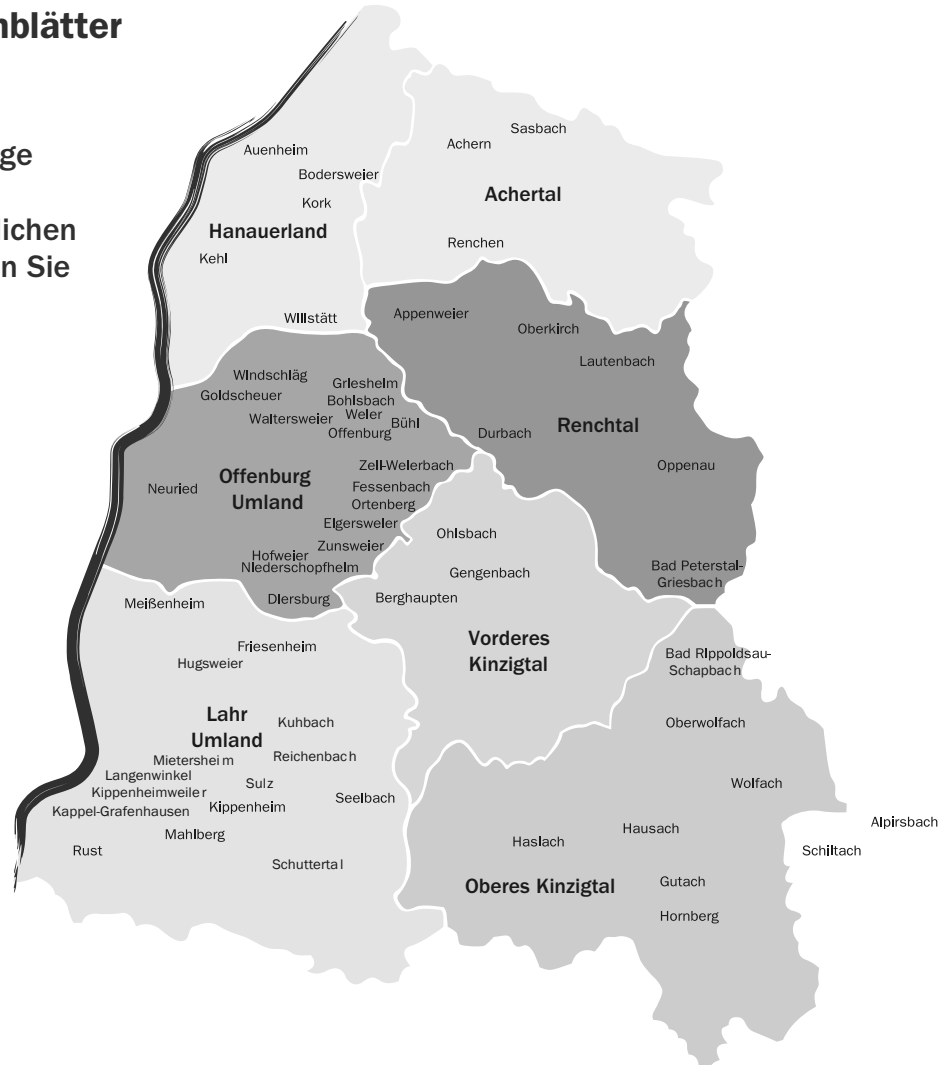 nblätter
ge
lichen
n Sie
Sasbach
Achern
Auenheim
Bodersweier
Achertal
Kork
Hanauerland
Renchen
Kehl
Appenweier
Willstätt
Oberkirch
Lautenbach
Windschläg
Griesheim
Goldscheuer
Bohlsbach
Weier
Waltersweier
Bühl
Offenburg
Durbach
Renchtal
Zell-Weierbach
Oppenau
Offenburg
Umland
Neuried
Fessenbach
Ortenberg
Elgersweier
Ohlsbach
Zunsweier
Hofweier
Niederschopfheim
Gengenbach
Bad Peterstal-
Griesbach
Diersburg
Berghaupten
Meißenheim
Vorderes
Kinzigtal
Friesenheim
Hugsweier
Bad Rippoldsau-
Schapbach
Lahr
Umland
Kuhbach
Oberwolfach
Reichenbach
Mietersheim
Langenwinkel
Sulz
Kippenheimweiler
Wolfach
Seelbach
Kappel-Grafenhausen
Kippenheim
Alpirsbach
Mahlberg
Hausach
Haslach
Rust
Schiltach
Schuttertal
Oberes Kinzigtal
Gutach
Hornberg